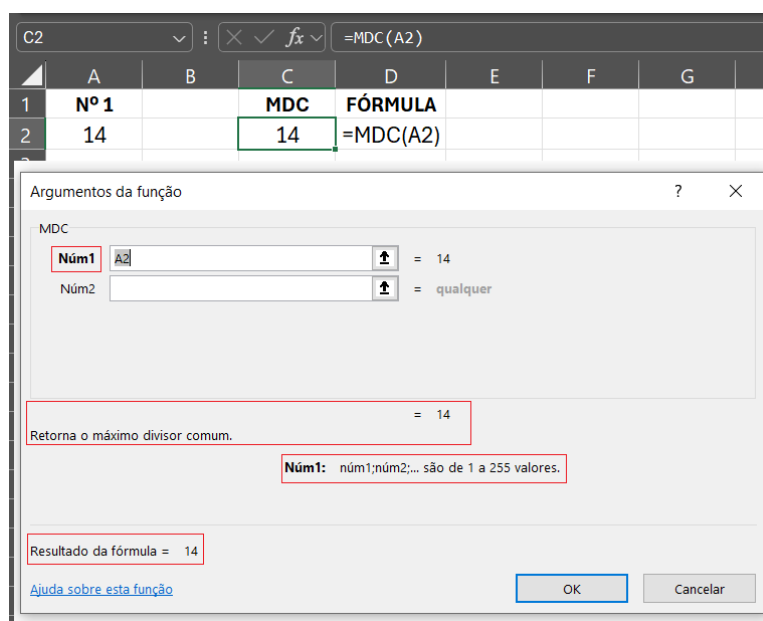 C2 fx =MDC(A2)
A B C D E F G
1 Nº 1 MDC FÓRMULA
2 14 14 =MDC(A2)
Argumentos da função ? ×
MDC
Núm1 A2 = 14
Núm2 = qualquer
= 14
Retorna o máximo divisor comum.
Núm1: núm1;núm2;... são de 1 a 255 valores.
Resultado da fórmula = 14
Ajuda sobre esta função OK Cancelar